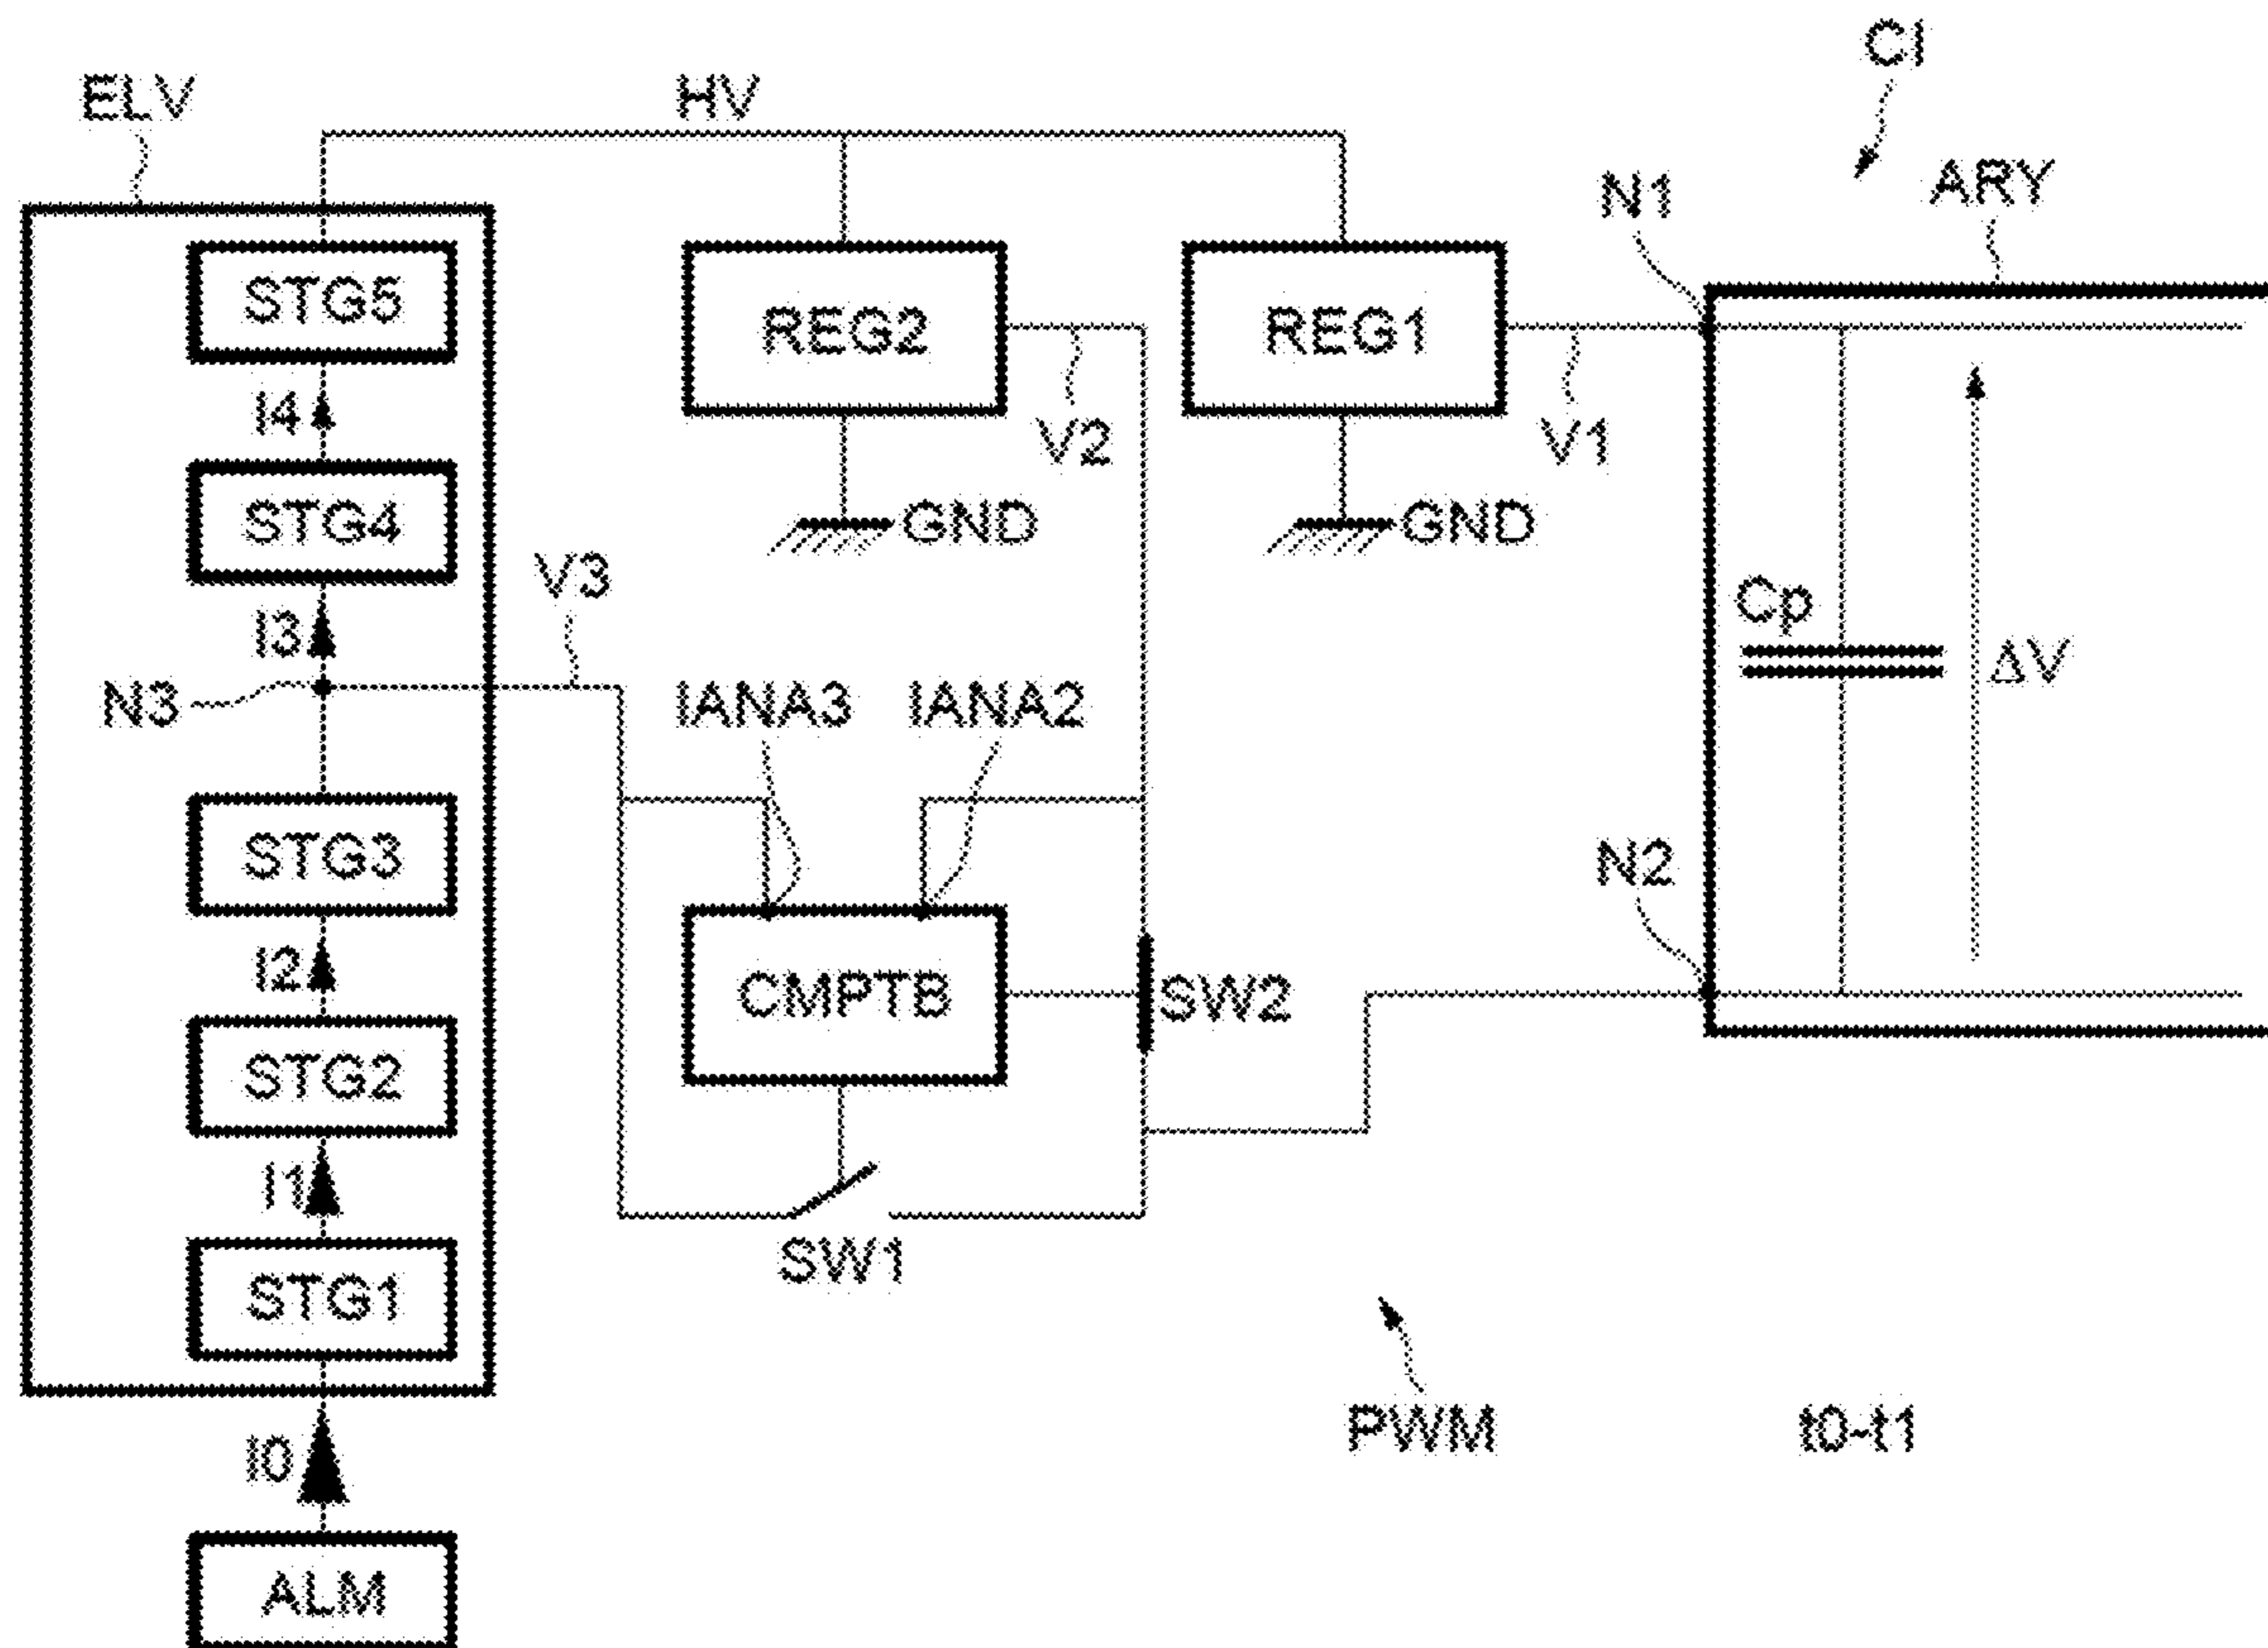 CI
ELV
HV
ARY
N1
STG5
REG2
REG1
I4
V2
V1
STG4
GND
GND
V3
Cp
I3
ΔV
N3
IANA3
IANA2
STG3
N2
I2
CMPTB
SW2
STG2
I1
SW1
STG1
PWM
t0-t1
I0
ALM